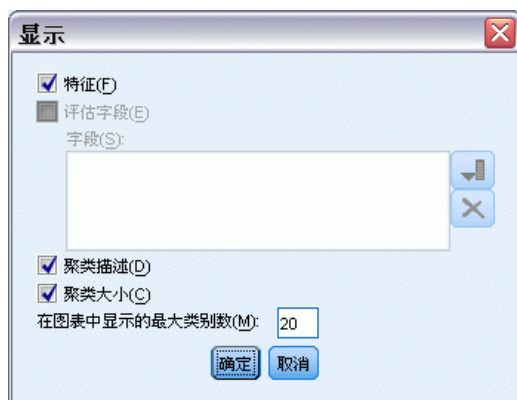 显示
特征(F)
评估字段(E)
字段(S):
聚类描述(D)
聚类大小(C)
在图表中显示的最大类别数(M): 20
确定 取消